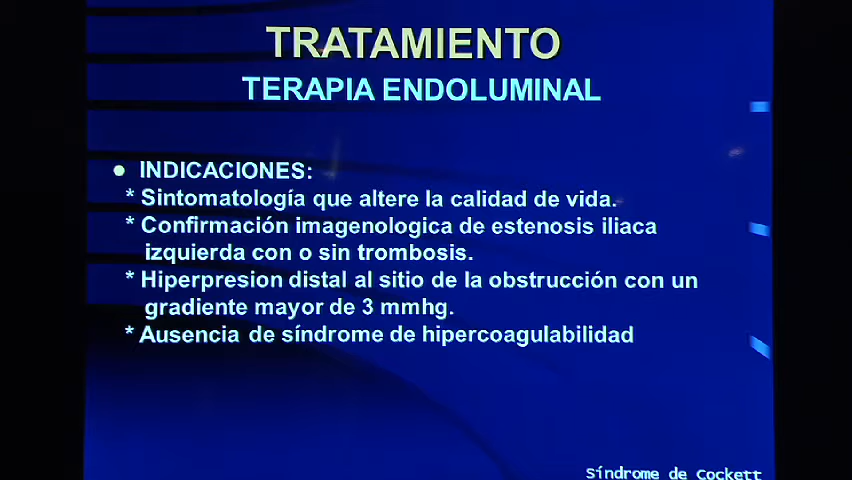 TRATAMIENTO
TERAPIA ENDOLUMINAL
● INDICACIONES:
* Sintomatología que altere la calidad de vida.
* Confirmación imagenologica de estenosis iliaca
izquierda con o sin trombosis.
* Hiperpresion distal al sitio de la obstrucción con un
gradiente mayor de 3 mmhg.
* Ausencia de síndrome de hipercoagulabilidad
Síndrome de Cockett